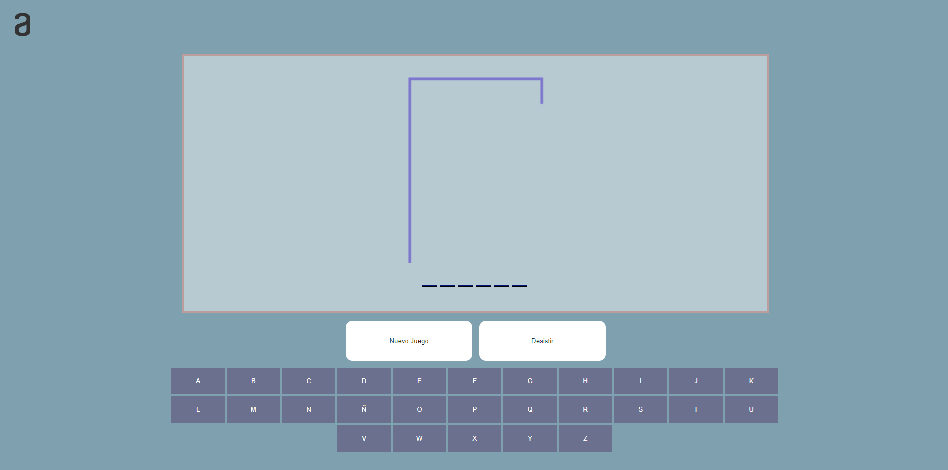 a
Nuevo Juego
Desistir
A B C D E F G H I J K
L M N Ñ O P Q R S T U
V W X Y Z